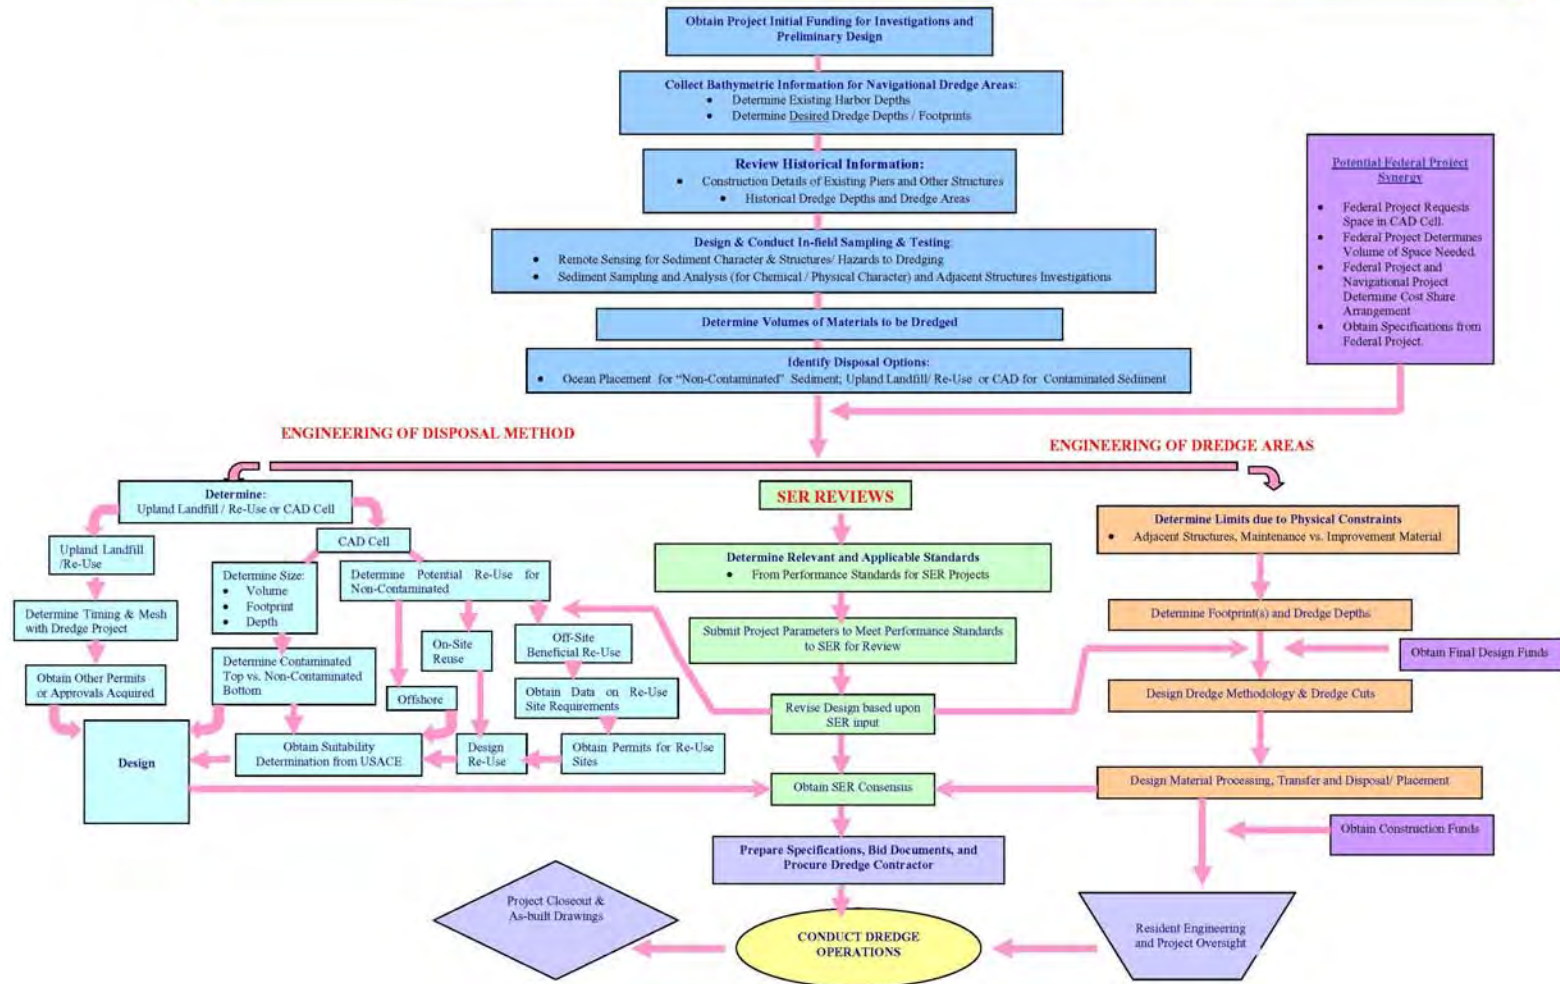 Obtain Project Initial Funding for Investigations and
Preliminary Design
Collect Bathymetric Information for Navigational Dredge Areas:
• Determine Existing Harbor Depths
• Determine Desired Dredge Depths / Footprints
Review Historical Information:
• Construction Details of Existing Piers and Other Structures
• Historical Dredge Depths and Dredge Areas
Design & Conduct In-field Sampling & Testing
• Remote Sensing for Sediment Character & Structures/ Hazards to Dredging
• Sediment Sampling and Analysis (for Chemical / Physical Character) and Adjacent Structures Investigations
Determine Volumes of Materials to be Dredged
Identify Disposal Options:
• Ocean Placement for “Non-Contaminated” Sediment; Upland Landfill/ Re-Use or CAD for Contaminated Sediment
Potential Federal Project
Synergy
• Federal Project Requests
Space in CAD Cell.
• Federal Project Determines
Volume of Space Needed.
• Federal Project and
Navigational Project
Determine Cost Share
Arrangement
• Obtain Specifications from
Federal Project.
ENGINEERING OF DISPOSAL METHOD
ENGINEERING OF DREDGE AREAS
Determine:
Upland Landfill / Re-Use or CAD Cell
Upland Landfill
/Re-Use
Determine Timing & Mesh
with Dredge Project
Obtain Other Permits
or Approvals Acquired
CAD Cell
Determine Size:
• Volume
• Footprint
• Depth
Determine Potential Re-Use for
Non-Contaminated
Determine Contaminated
Top vs. Non-Contaminated
Bottom
On-Site
Reuse
Off-Site
Beneficial Re-Use
Offshore
Obtain Data on Re-Use
Site Requirements
Design
Obtain Suitability
Determination from USACE
Design
Re-Use
Obtain Permits for Re-Use
Sites
SER REVIEWS
Determine Relevant and Applicable Standards
• From Performance Standards for SER Projects
Submit Project Parameters to Meet Performance Standards
to SER for Review
Revise Design based upon
SER input
Obtain SER Consensus
Determine Limits due to Physical Constraints
• Adjacent Structures, Maintenance vs. Improvement Material
Determine Footprint(s) and Dredge Depths
Obtain Final Design Funds
Design Dredge Methodology & Dredge Cuts
Design Material Processing, Transfer and Disposal/ Placement
Obtain Construction Funds
Prepare Specifications, Bid Documents, and
Procure Dredge Contractor
Project Closeout &
As-built Drawings
CONDUCT DREDGE
OPERATIONS
Resident Engineering
and Project Oversight